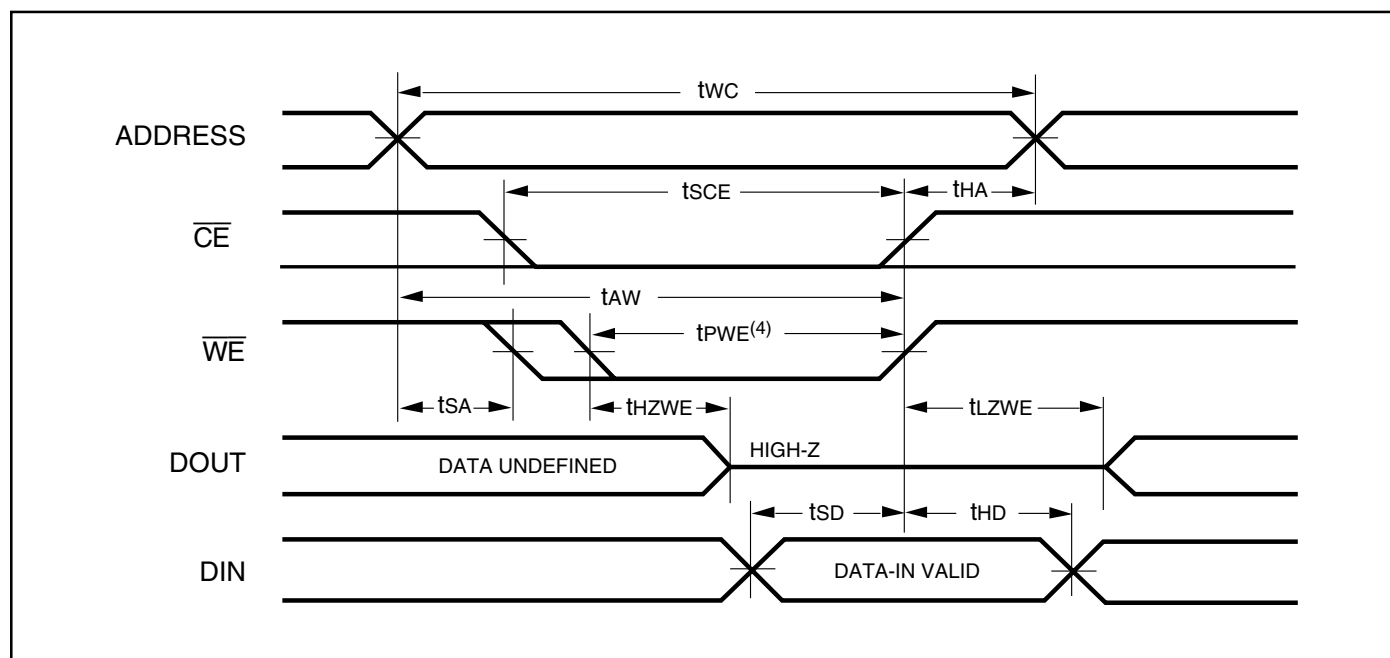 tWC
ADDRESS
tSCE
tHA
CE
tAW
tPWE(4)
WE
tSA
tHZWE
tLZWE
DOUT
DATA UNDEFINED
HIGH-Z
tSD
tHD
DIN
DATA-IN VALID